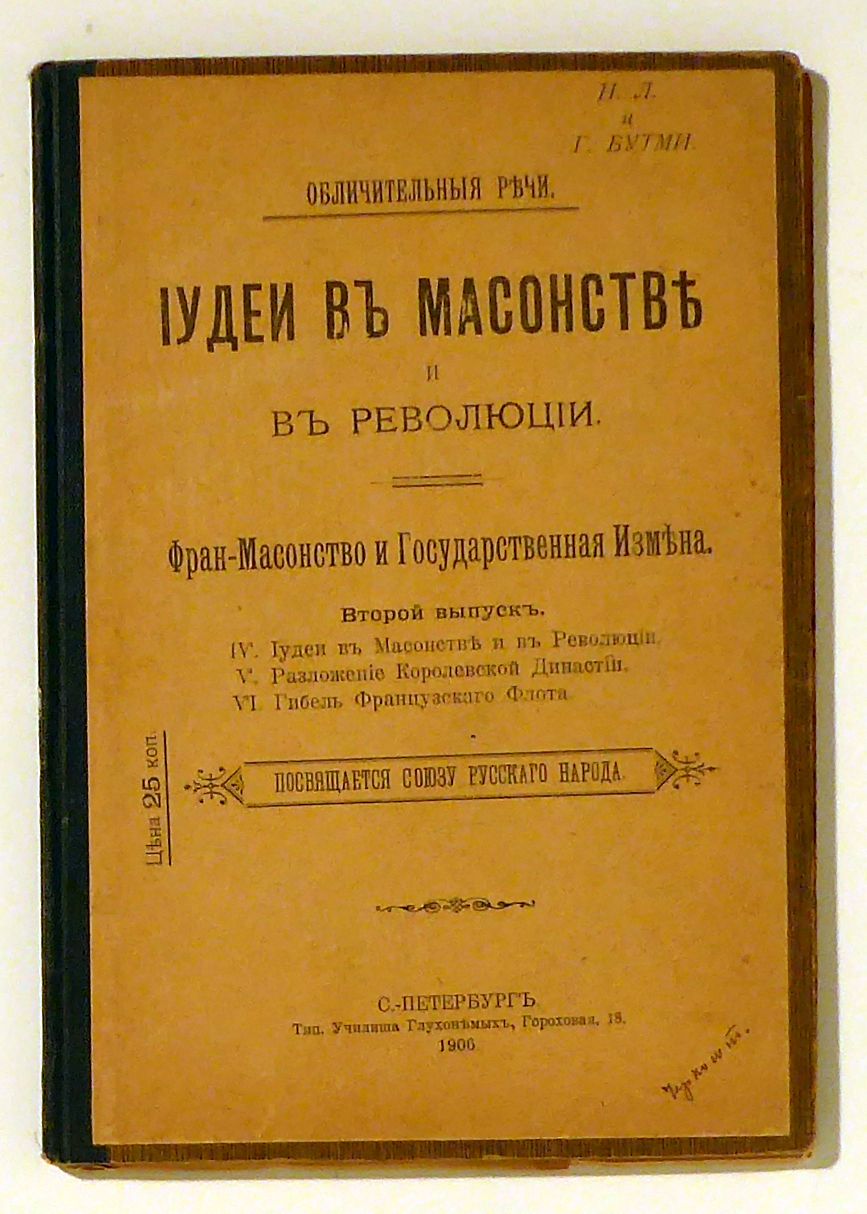 Н. Л.
и
Г. БУТМИ.
ОБЛИЧИТЕЛЬНЫЯ РѢЧИ.
ІУДЕИ ВЪ МАСОНСТВѢ
И
ВЪ РЕВОЛЮЦІИ.
Фран-Масонство и Государственная Измѣна.
Второй выпускъ.
IV. Іудеи въ Масонствѣ и въ Революціи.
V. Разложеніе Королевской Династіи.
VI. Гибель Французскаго Флота
ПОСВЯЩАЕТСЯ СОЮЗУ РУССКАГО НАРОДА.
Цѣна 25 коп.
С.-ПЕТЕРБУРГЪ
Тип. Училища Глухонѣмыхъ, Гороховая, 18.
1906